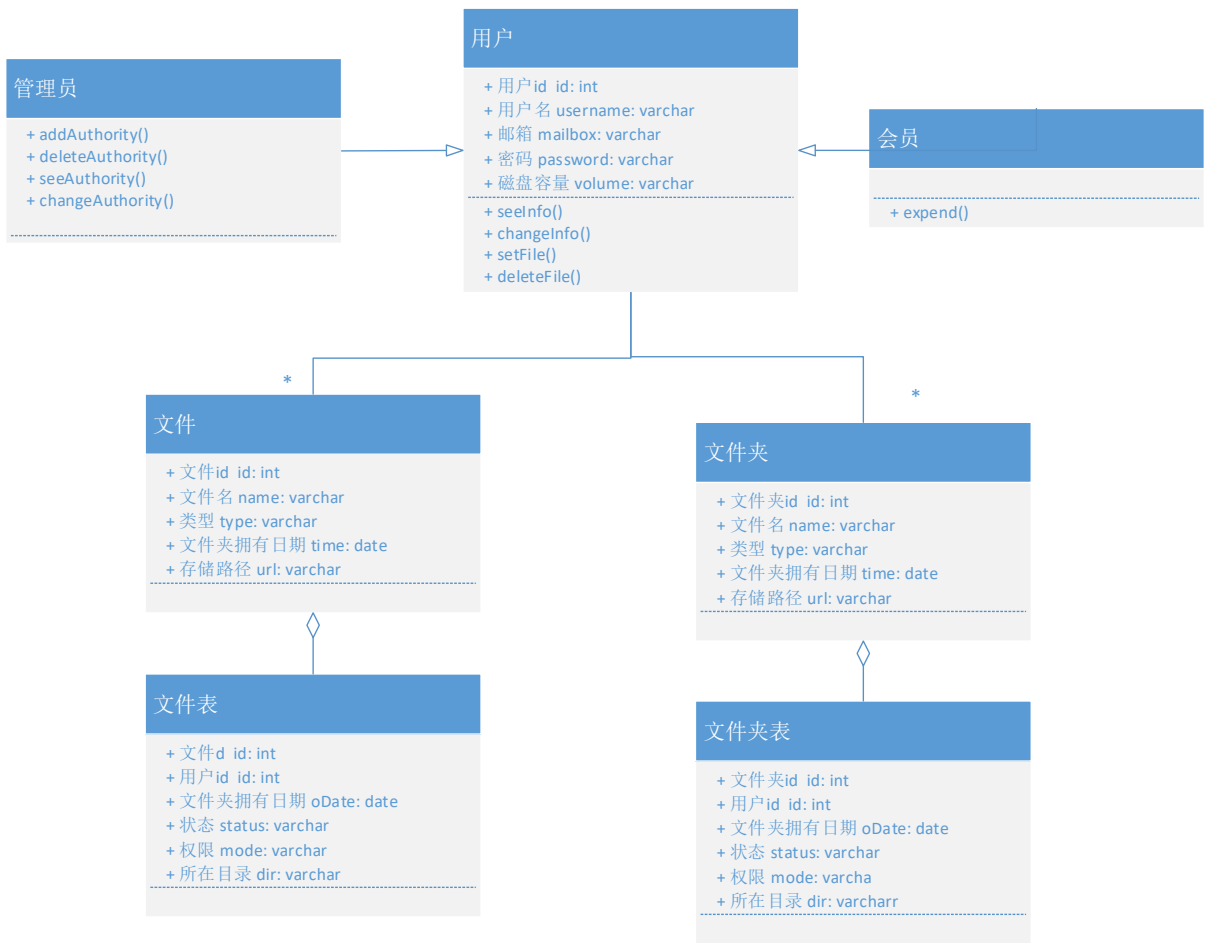 用户
+ 用户id  id: int
+ 用户名 username: varchar
+ 邮箱 mailbox: varchar
+ 密码 password: varchar
+ 磁盘容量 volume: varchar
+ seeInfo()
+ changeInfo()
+ setFile()
+ deleteFile()
管理员
+ addAuthority()
+ deleteAuthority()
+ seeAuthority()
+ changeAuthority()
会员
+ expend()
*
*
文件
+ 文件id  id: int
+ 文件名 name: varchar
+ 类型 type: varchar
+ 文件夹拥有日期 time: date
+ 存储路径 url: varchar
文件夹
+ 文件夹id  id: int
+ 文件名 name: varchar
+ 类型 type: varchar
+ 文件夹拥有日期 time: date
+ 存储路径 url: varchar
文件表
+ 文件d  id: int
+ 用户id  id: int
+ 文件夹拥有日期 oDate: date
+ 状态 status: varchar
+ 权限 mode: varchar
+ 所在目录 dir: varchar
文件夹表
+ 文件夹id  id: int
+ 用户id  id: int
+ 文件夹拥有日期 oDate: date
+ 状态 status: varchar
+ 权限 mode: varcha
+ 所在目录 dir: varcharr